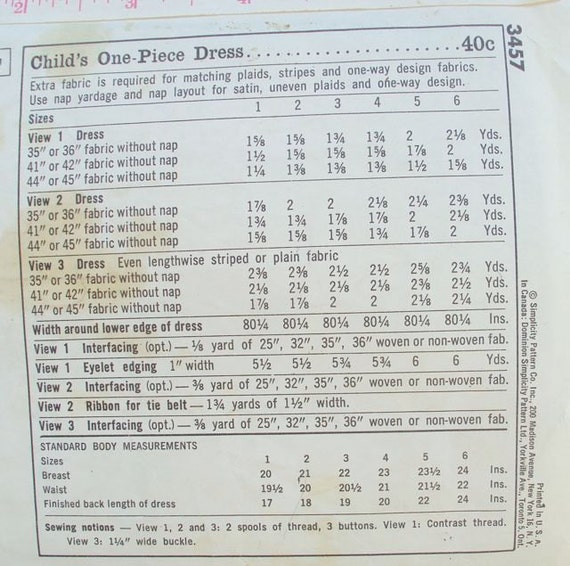 Child's One-Piece Dress........................40c
3457
Extra fabric is required for matching plaids, stripes and one-way design fabrics.
Use nap yardage and nap layout for satin, uneven plaids and one-way design.
Sizes 1 2 3 4 5 6
View 1 Dress
35" or 36" fabric without nap 1⅝ 1⅝ 1¾ 1¾ 2 2⅛ Yds.
41" or 42" fabric without nap 1½ 1⅝ 1⅝ 1⅝ 1⅞ 2 Yds.
44" or 45" fabric without nap 1¼ 1⅜ 1⅜ 1⅜ 1½ 1⅝ Yds.
View 2 Dress
35" or 36" fabric without nap 1⅞ 2 2 2⅛ 2¼ 2⅜ Yds.
41" or 42" fabric without nap 1¾ 1¾ 1⅞ 1⅞ 2 2⅛ Yds.
44" or 45" fabric without nap 1⅝ 1⅝ 1⅝ 1¾ 1⅞ 2 Yds.
View 3 Dress Even lengthwise striped or plain fabric
35" or 36" fabric without nap 2⅜ 2⅜ 2½ 2½ 2⅝ 2¾ Yds.
41" or 42" fabric without nap 2⅛ 2⅛ 2⅛ 2⅛ 2⅜ 2½ Yds.
44" or 45" fabric without nap 1⅞ 1⅞ 2 2 2⅛ 2¼ Yds.
Width around lower edge of dress 80¼ 80¼ 80¼ 80¼ 80¼ 80¼ Ins.
View 1 Interfacing (opt.) — ⅛ yard of 25", 32", 35", 36" woven or non-woven fab.
View 1 Eyelet edging 1" width 5½ 5½ 5¾ 5¾ 6 6 Yds.
View 2 Interfacing (opt.) — ⅜ yard of 25", 32", 35", 36" woven or non-woven fab.
View 2 Ribbon for tie belt — 1¾ yards of 1½" width.
View 3 Interfacing (opt.) — ⅜ yard of 25", 32", 35", 36" woven or non-woven fab.
STANDARD BODY MEASUREMENTS
Sizes 1 2 3 4 5 6
Breast 20 21 22 23 23½ 24 Ins.
Waist 19½ 20 20½ 21 21½ 22 Ins.
Finished back length of dress 17 18 19 20 22 24 Ins.
Sewing notions — View 1, 2 and 3: 2 spools of thread, 3 buttons. View 1: Contrast thread.
View 3: 1¼" wide buckle.
© Simplicity Pattern Co. Inc., 200 Madison Avenue, New York 16, N. Y.
In Canada: Dominion Simplicity Pattern Ltd., Yorkville Ave., Toronto 5, Ont.
Printed in U. S. A.